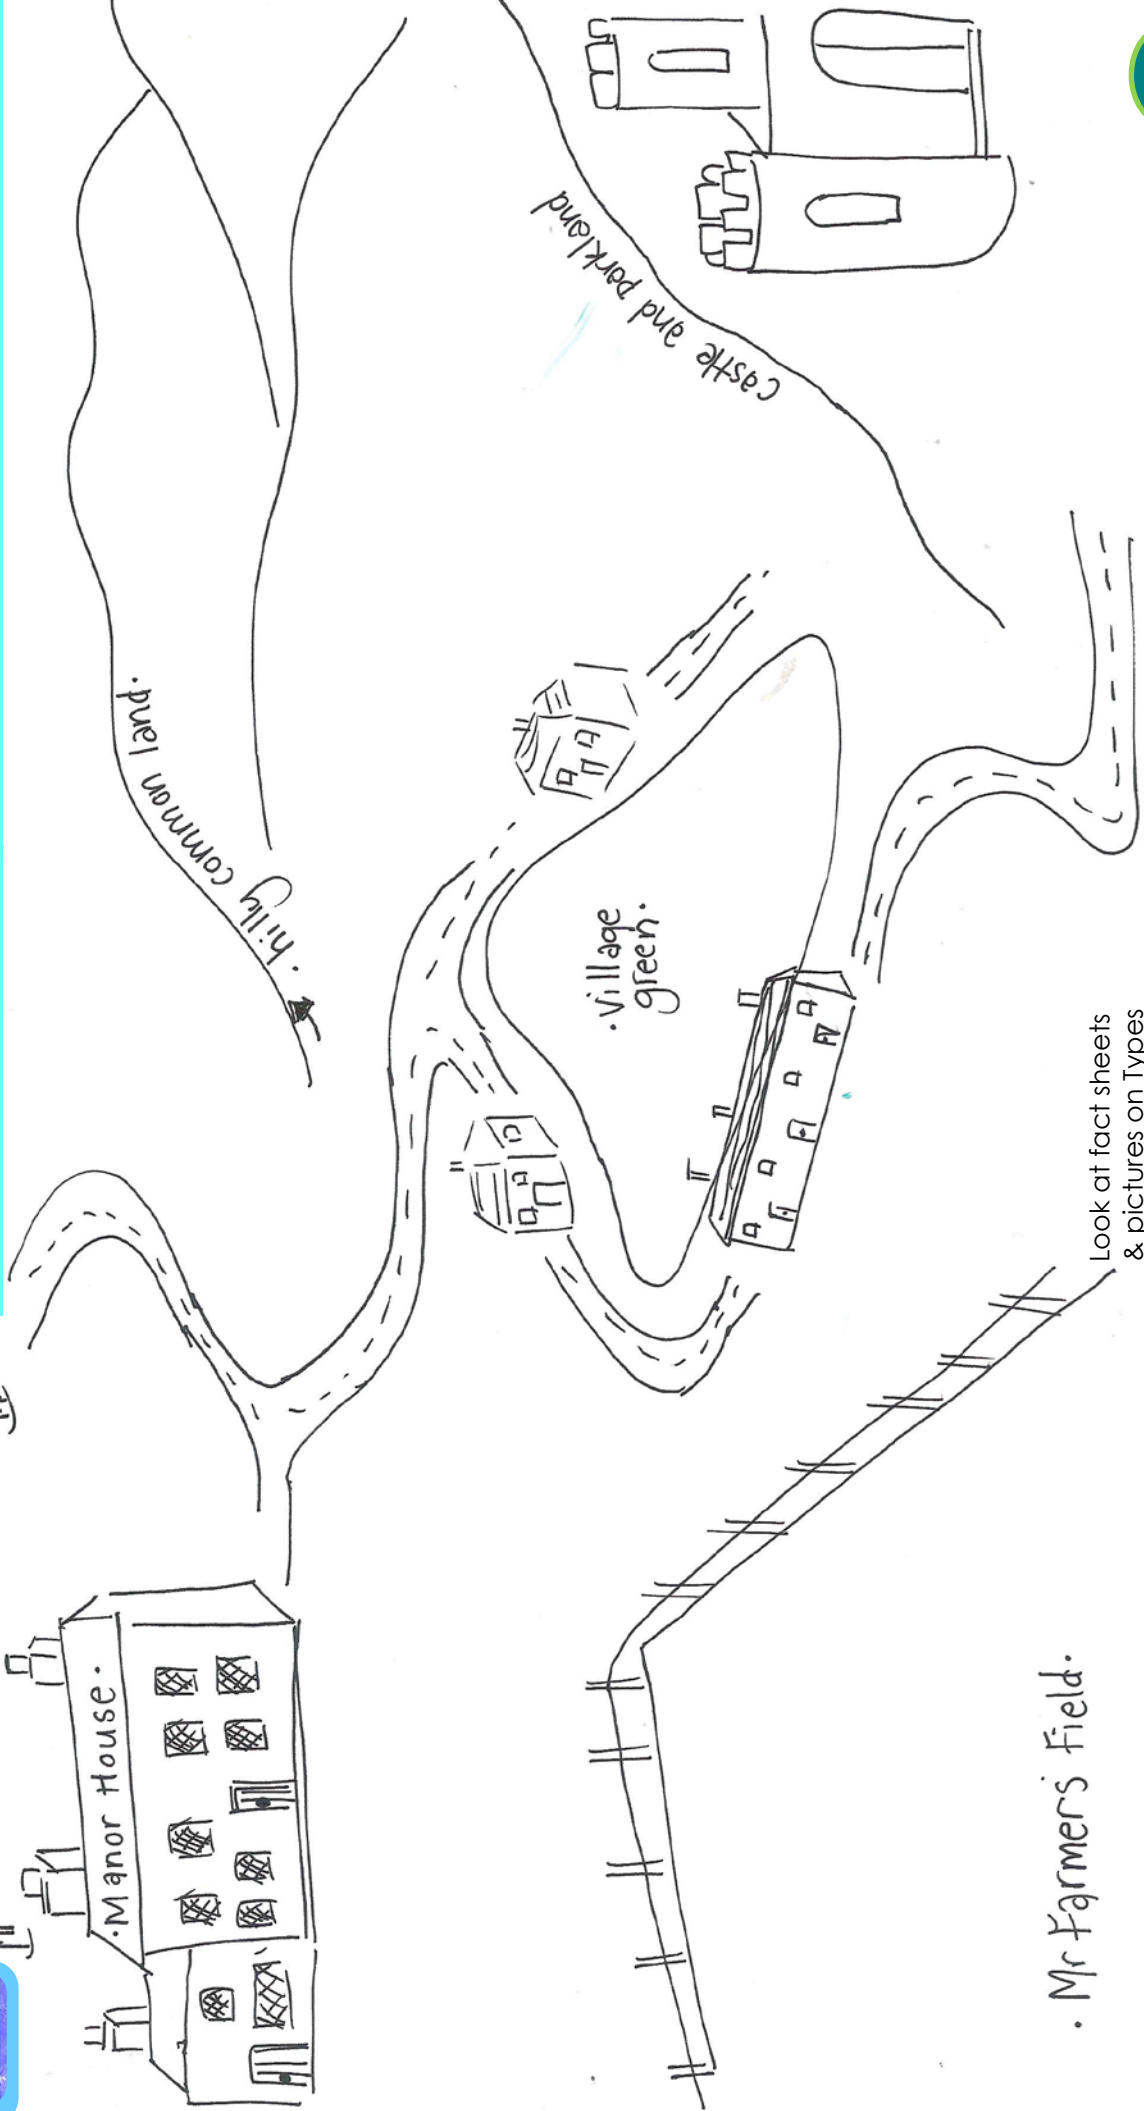 ·Manor House·
·hilly common land·
castle and parkland
·Village
green·
·Mr Farmer's Field·
Look at fact sheets
& pictures on Types